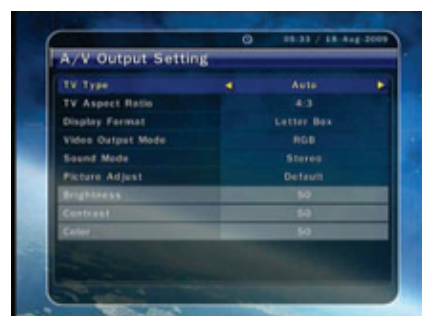 05:33 / 18-Aug-2009
A/V Output Setting
TV Type Auto
TV Aspect Ratio 4:3
Display Format Letter Box
Video Output Mode RGB
Sound Mode Stereo
Picture Adjust Default
Brightness 50
Contrast 50
Color 50